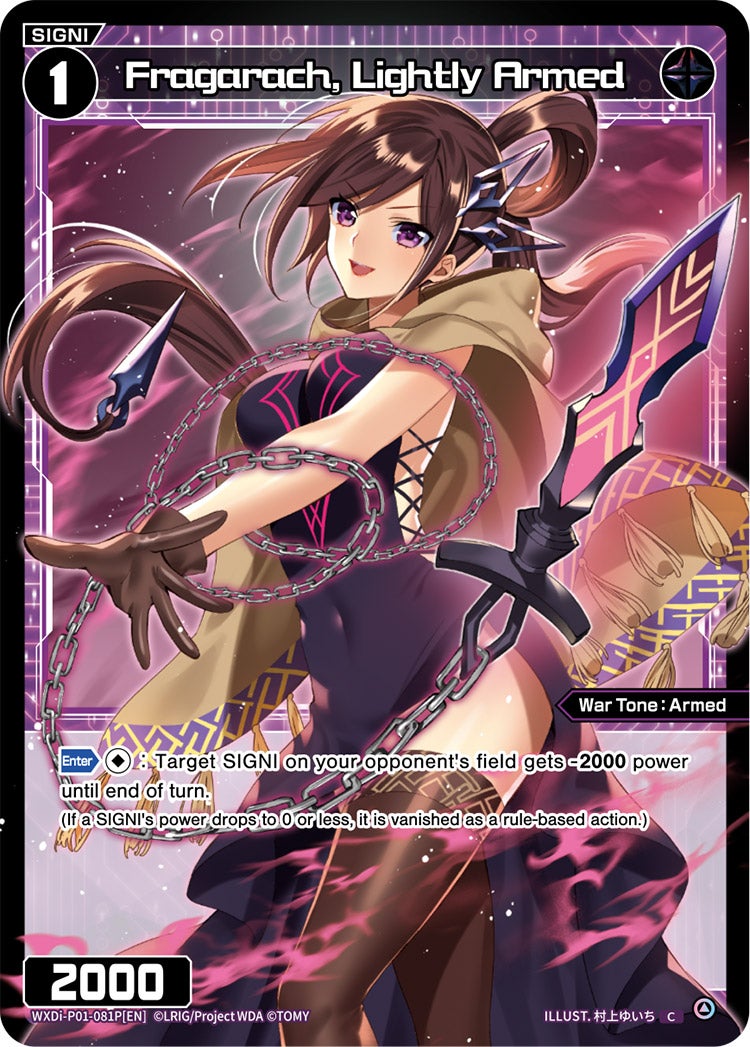 SIGNI
1
Fragarach, Lightly Armed
War Tone : Armed
Enter : Target SIGNI on your opponent's field gets -2000 power
until end of turn.
(If a SIGNI's power drops to 0 or less, it is vanished as a rule-based action.)
2000
WXDi-P01-081P[EN] ©LRIG/Project WDA ©TOMY
ILLUST. 村上ゆいち C